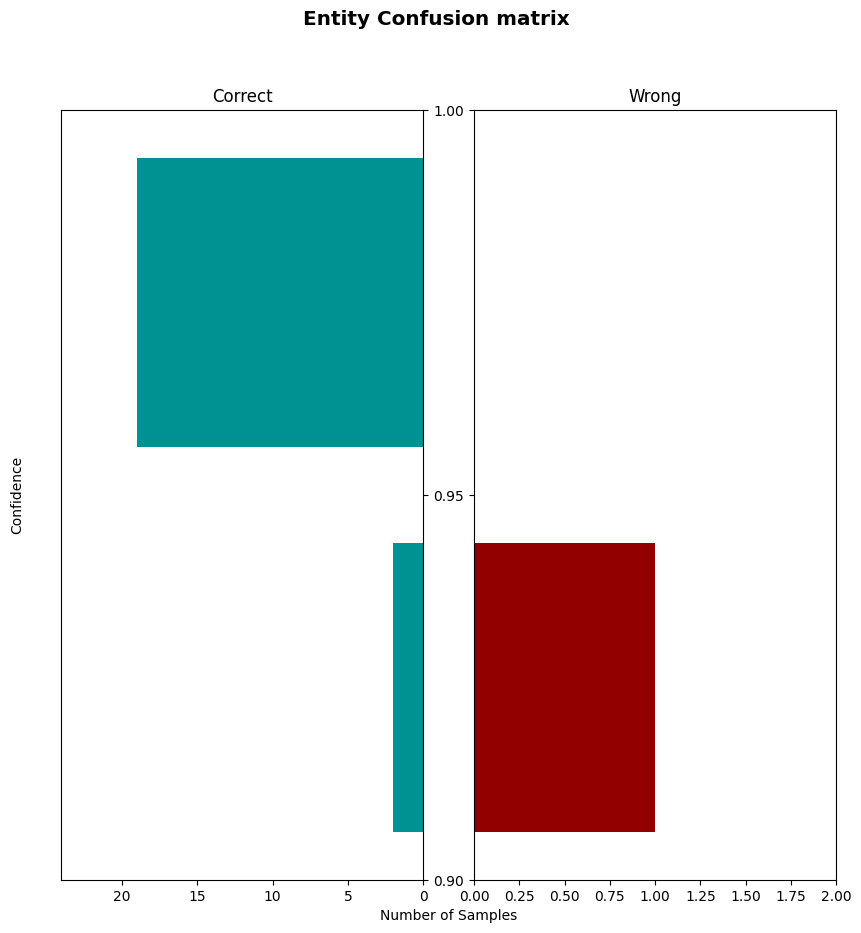 Entity Confusion matrix
Correct
Wrong
1.00
0.95
0.90
Confidence
20 15 10 5 0
0.00 0.25 0.50 0.75 1.00 1.25 1.50 1.75 2.00
Number of Samples